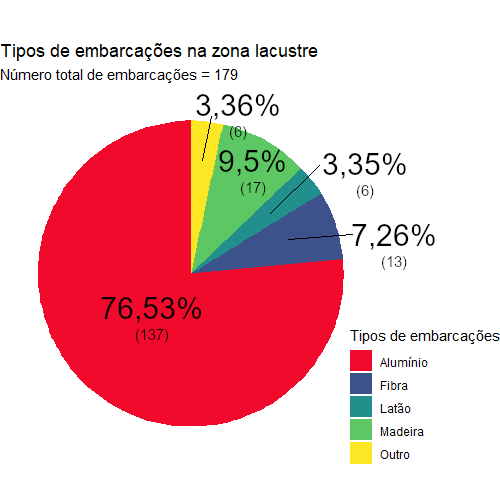 Tipos de embarcações na zona lacustre
Número total de embarcações = 179
3,36%
(6)
9,5%
(17)
3,35%
(6)
7,26%
(13)
76,53%
(137)
Tipos de embarcações
Alumínio
Fibra
Latão
Madeira
Outro